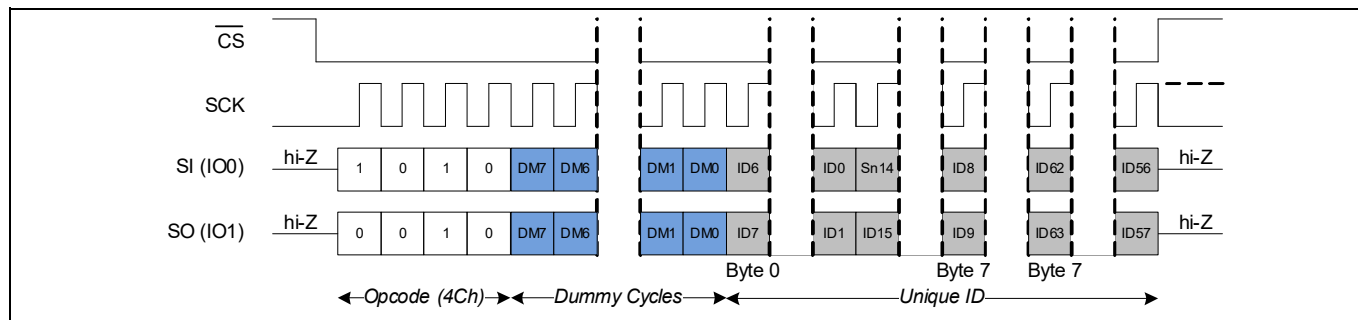 CS
SCK
SI (IO0) hi-Z 1 0 1 0 DM7 DM6 DM1 DM0 ID6 ID0 Sn14 ID8 ID62 ID56 hi-Z
SO (IO1) hi-Z 0 0 1 0 DM7 DM6 DM1 DM0 ID7 ID1 ID15 ID9 ID63 ID57 hi-Z
Byte 0 Byte 7 Byte 7
Opcode (4Ch) Dummy Cycles Unique ID